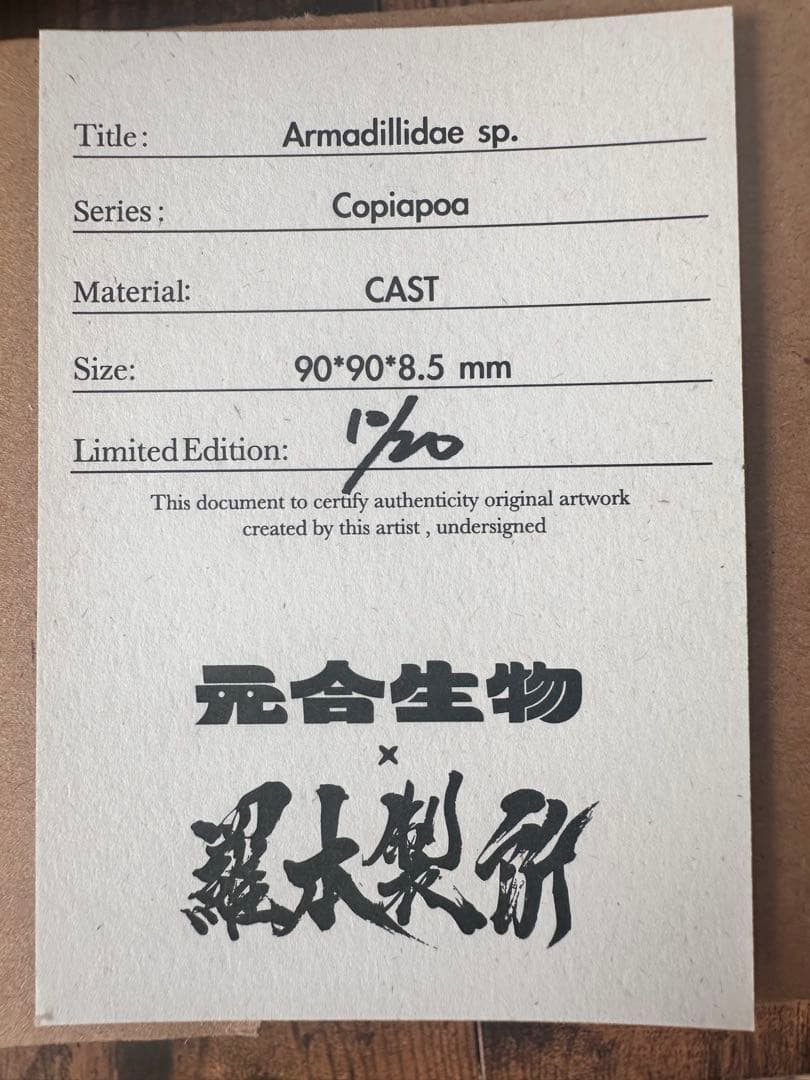 Title: Armadillidae sp.
Series: Copiapoa
Material: CAST
Size: 90*90*8.5 mm
Limited Edition: 10/20
This document to certify authenticity original artwork
created by this artist , undersigned
元合生物
×
羅本製所